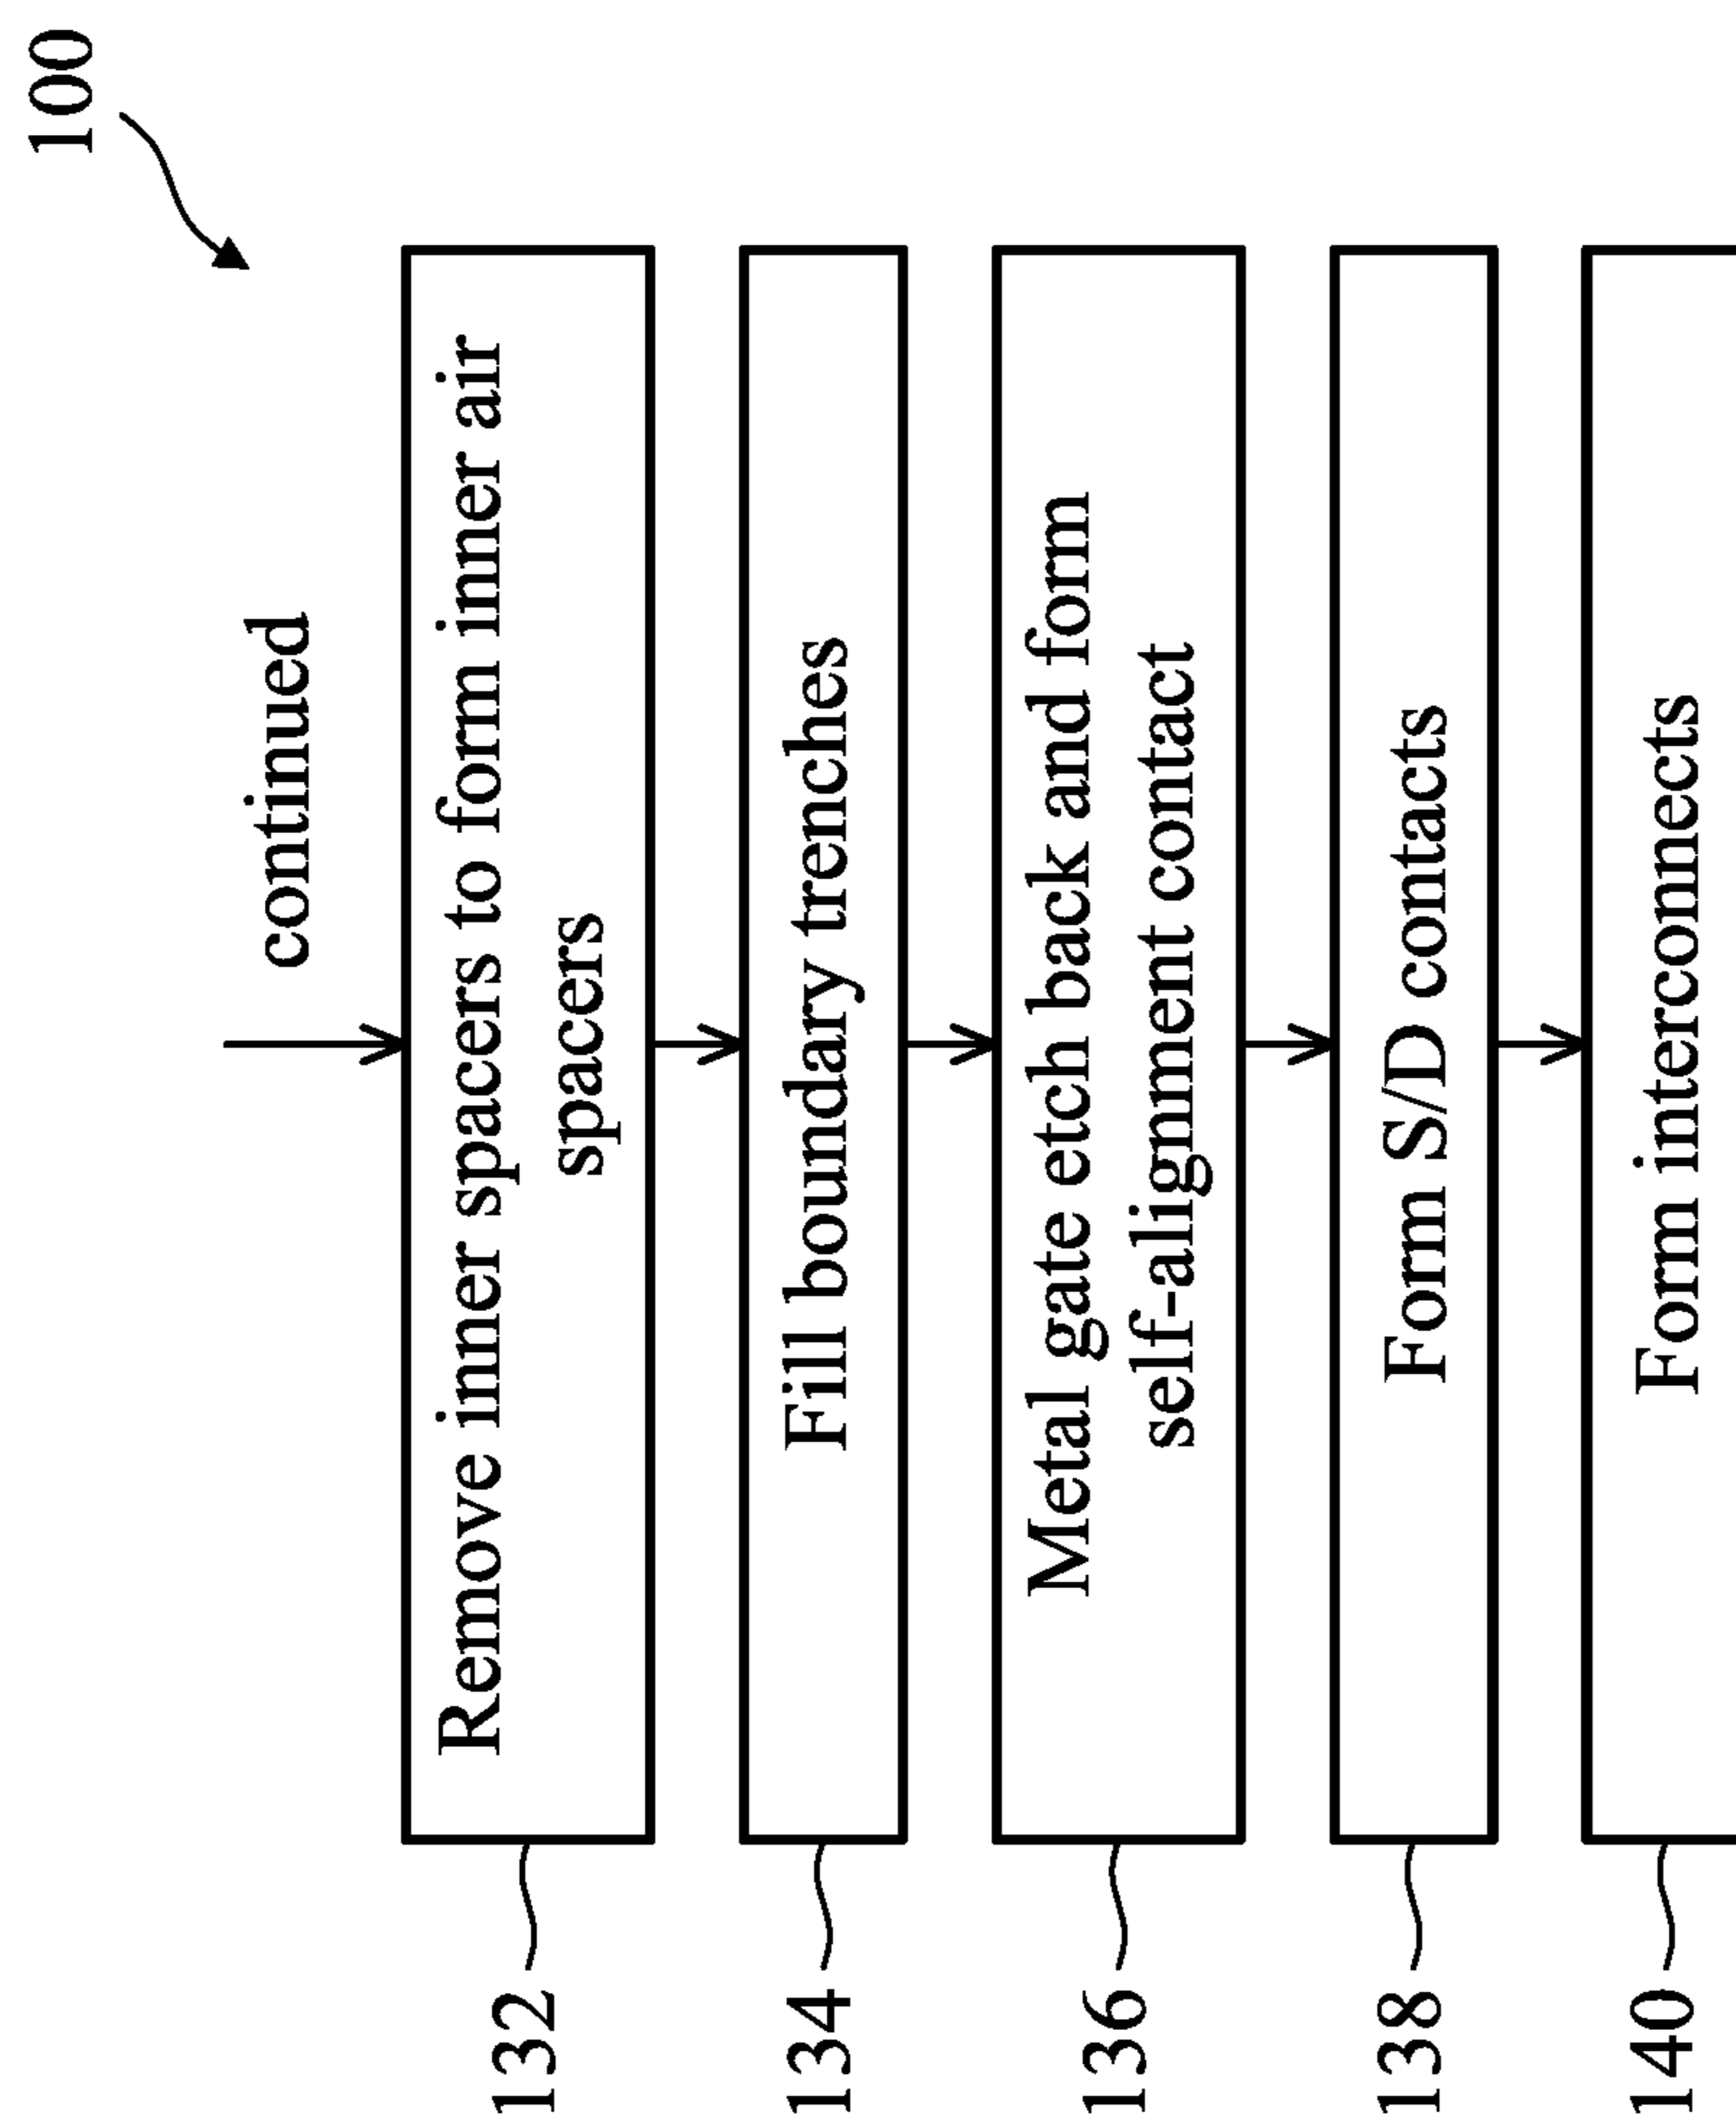 100
continued
132
Remove inner spacers to form inner air
spacers
134
Fill boundary trenches
136
Metal gate etch back and form
self-alignment contact
138
Form S/D contacts
140
Form interconnects